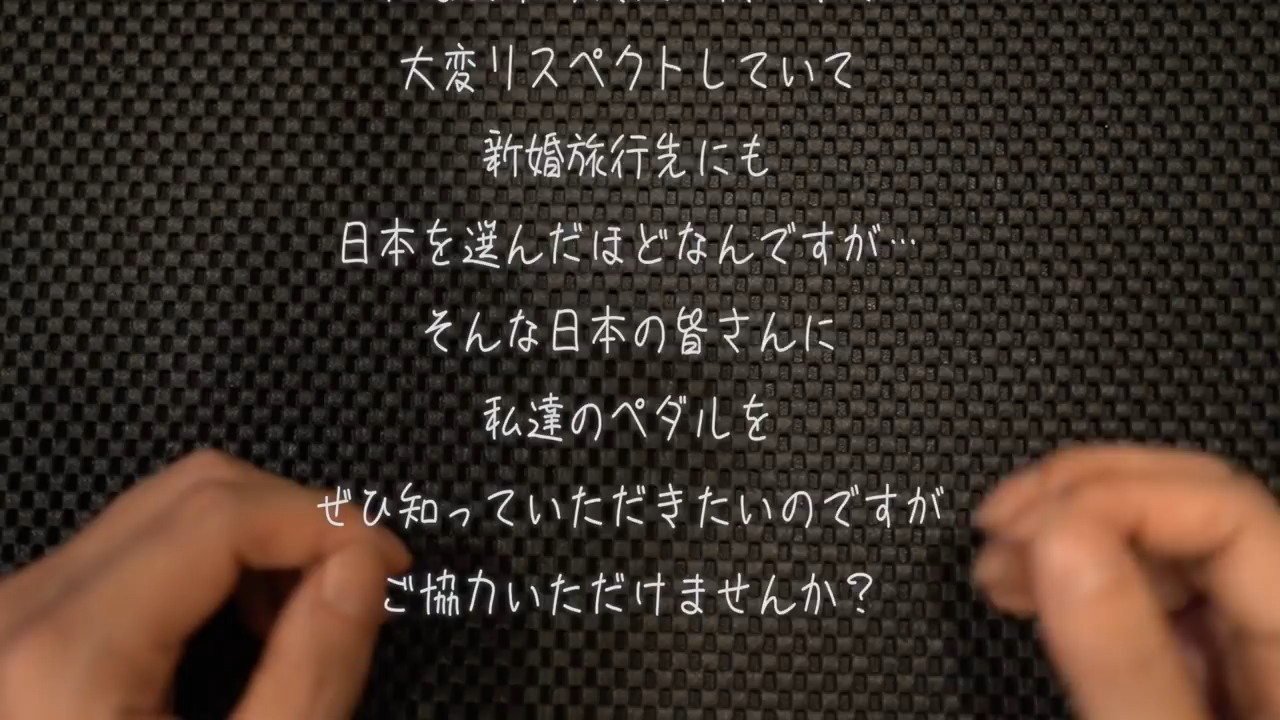 大変リスペクトしていて
新婚旅行先にも
日本を選んだほどなんですが…
そんな日本の皆さんに
私達のペダルを
ぜひ知っていただきたいのですが
ご協力いただけませんか？